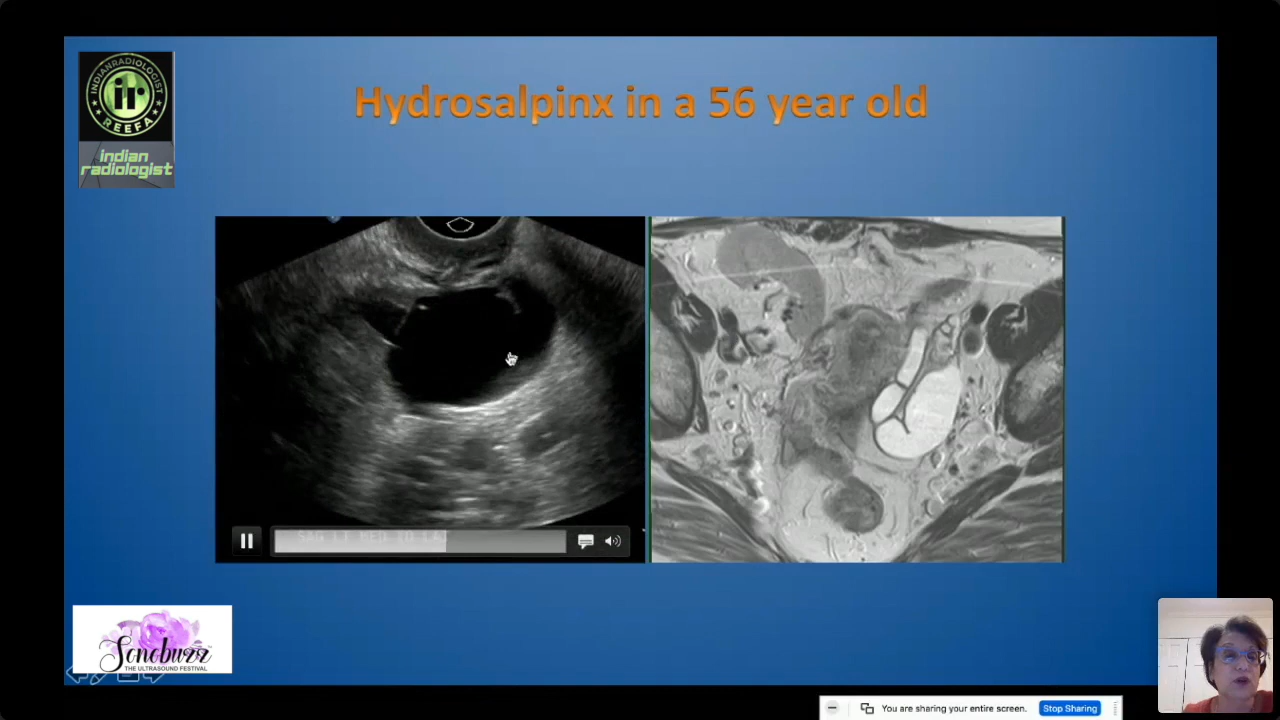 INDIANRADIOLOGIST
ir
REEFA
indian
radiologist
Hydrosalpinx in a 56 year old
Sonobuzz
THE ULTRASOUND FESTIVAL
You are sharing your entire screen.
Stop Sharing